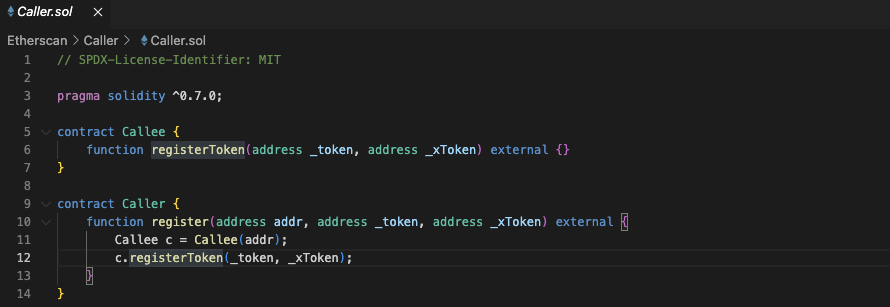 Caller.sol ×
Etherscan > Caller > Caller.sol
1 // SPDX-License-Identifier: MIT
2
3 pragma solidity ^0.7.0;
4
5 contract Callee {
6     function registerToken(address _token, address _xToken) external {}
7 }
8
9 contract Caller {
10     function register(address addr, address _token, address _xToken) external {
11         Callee c = Callee(addr);
12         c.registerToken(_token, _xToken);
13     }
14 }